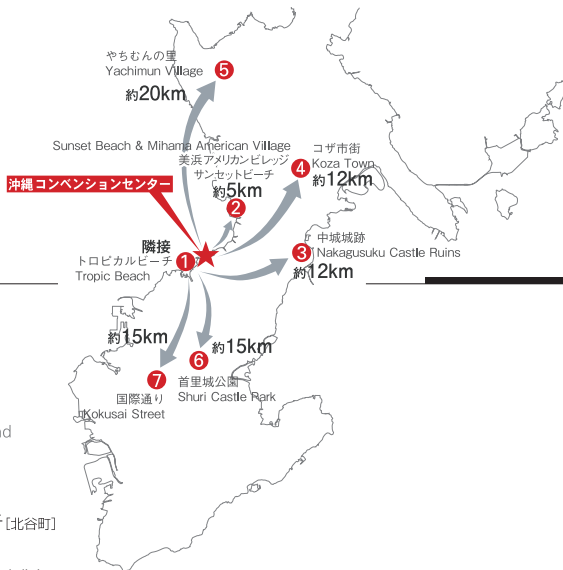 やちむんの里
Yachimun Village
5
約20km
Sunset Beach & Mihama American Village
美浜アメリカンビレッジ
サンセットビーチ
約5km
2
コザ市街
4
Koza Town
約12km
沖縄コンベンションセンター
隣接
1
トロピカルビーチ
Tropic Beach
3
中城城跡
Nakagusuku Castle Ruins
約12km
約15km
7
国際通り
Kokusai Street
約15km
6
首里城公園
Shuri Castle Park
[北谷町]